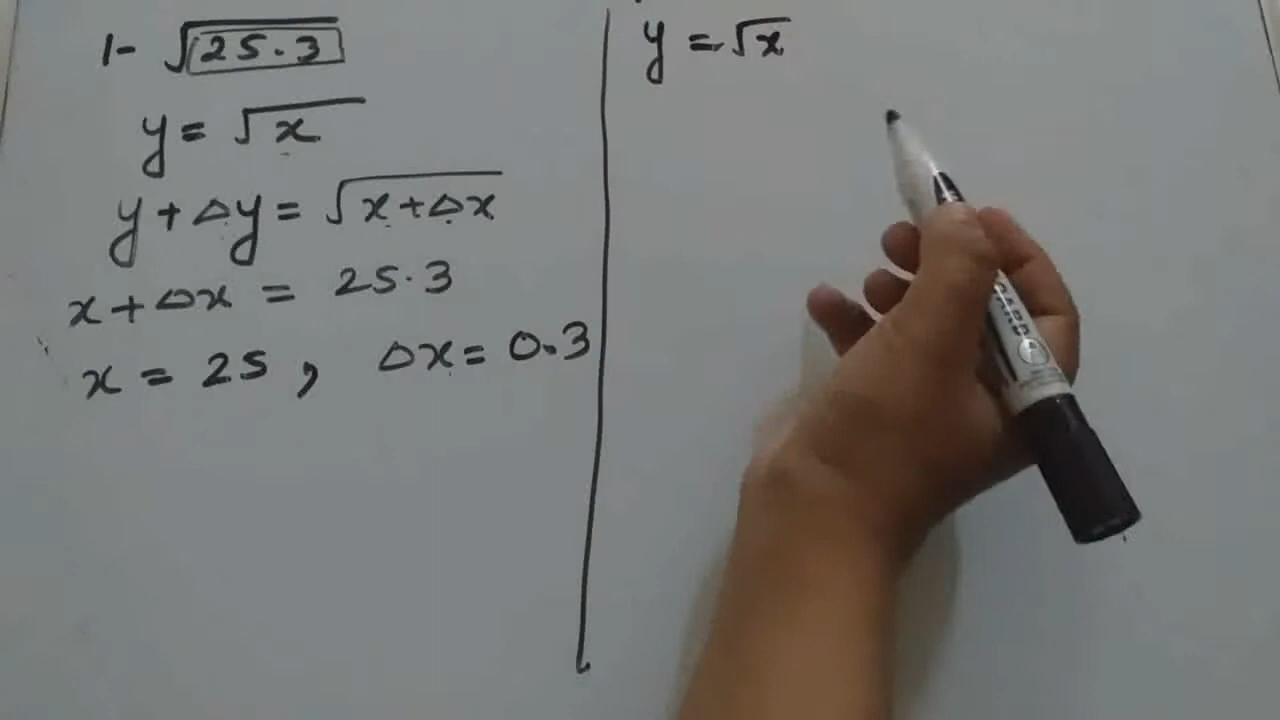 1- √25.3
y = √x
y + Δy = √x + Δx
x + Δx = 25.3
x = 25 , Δx = 0.3
y = √x